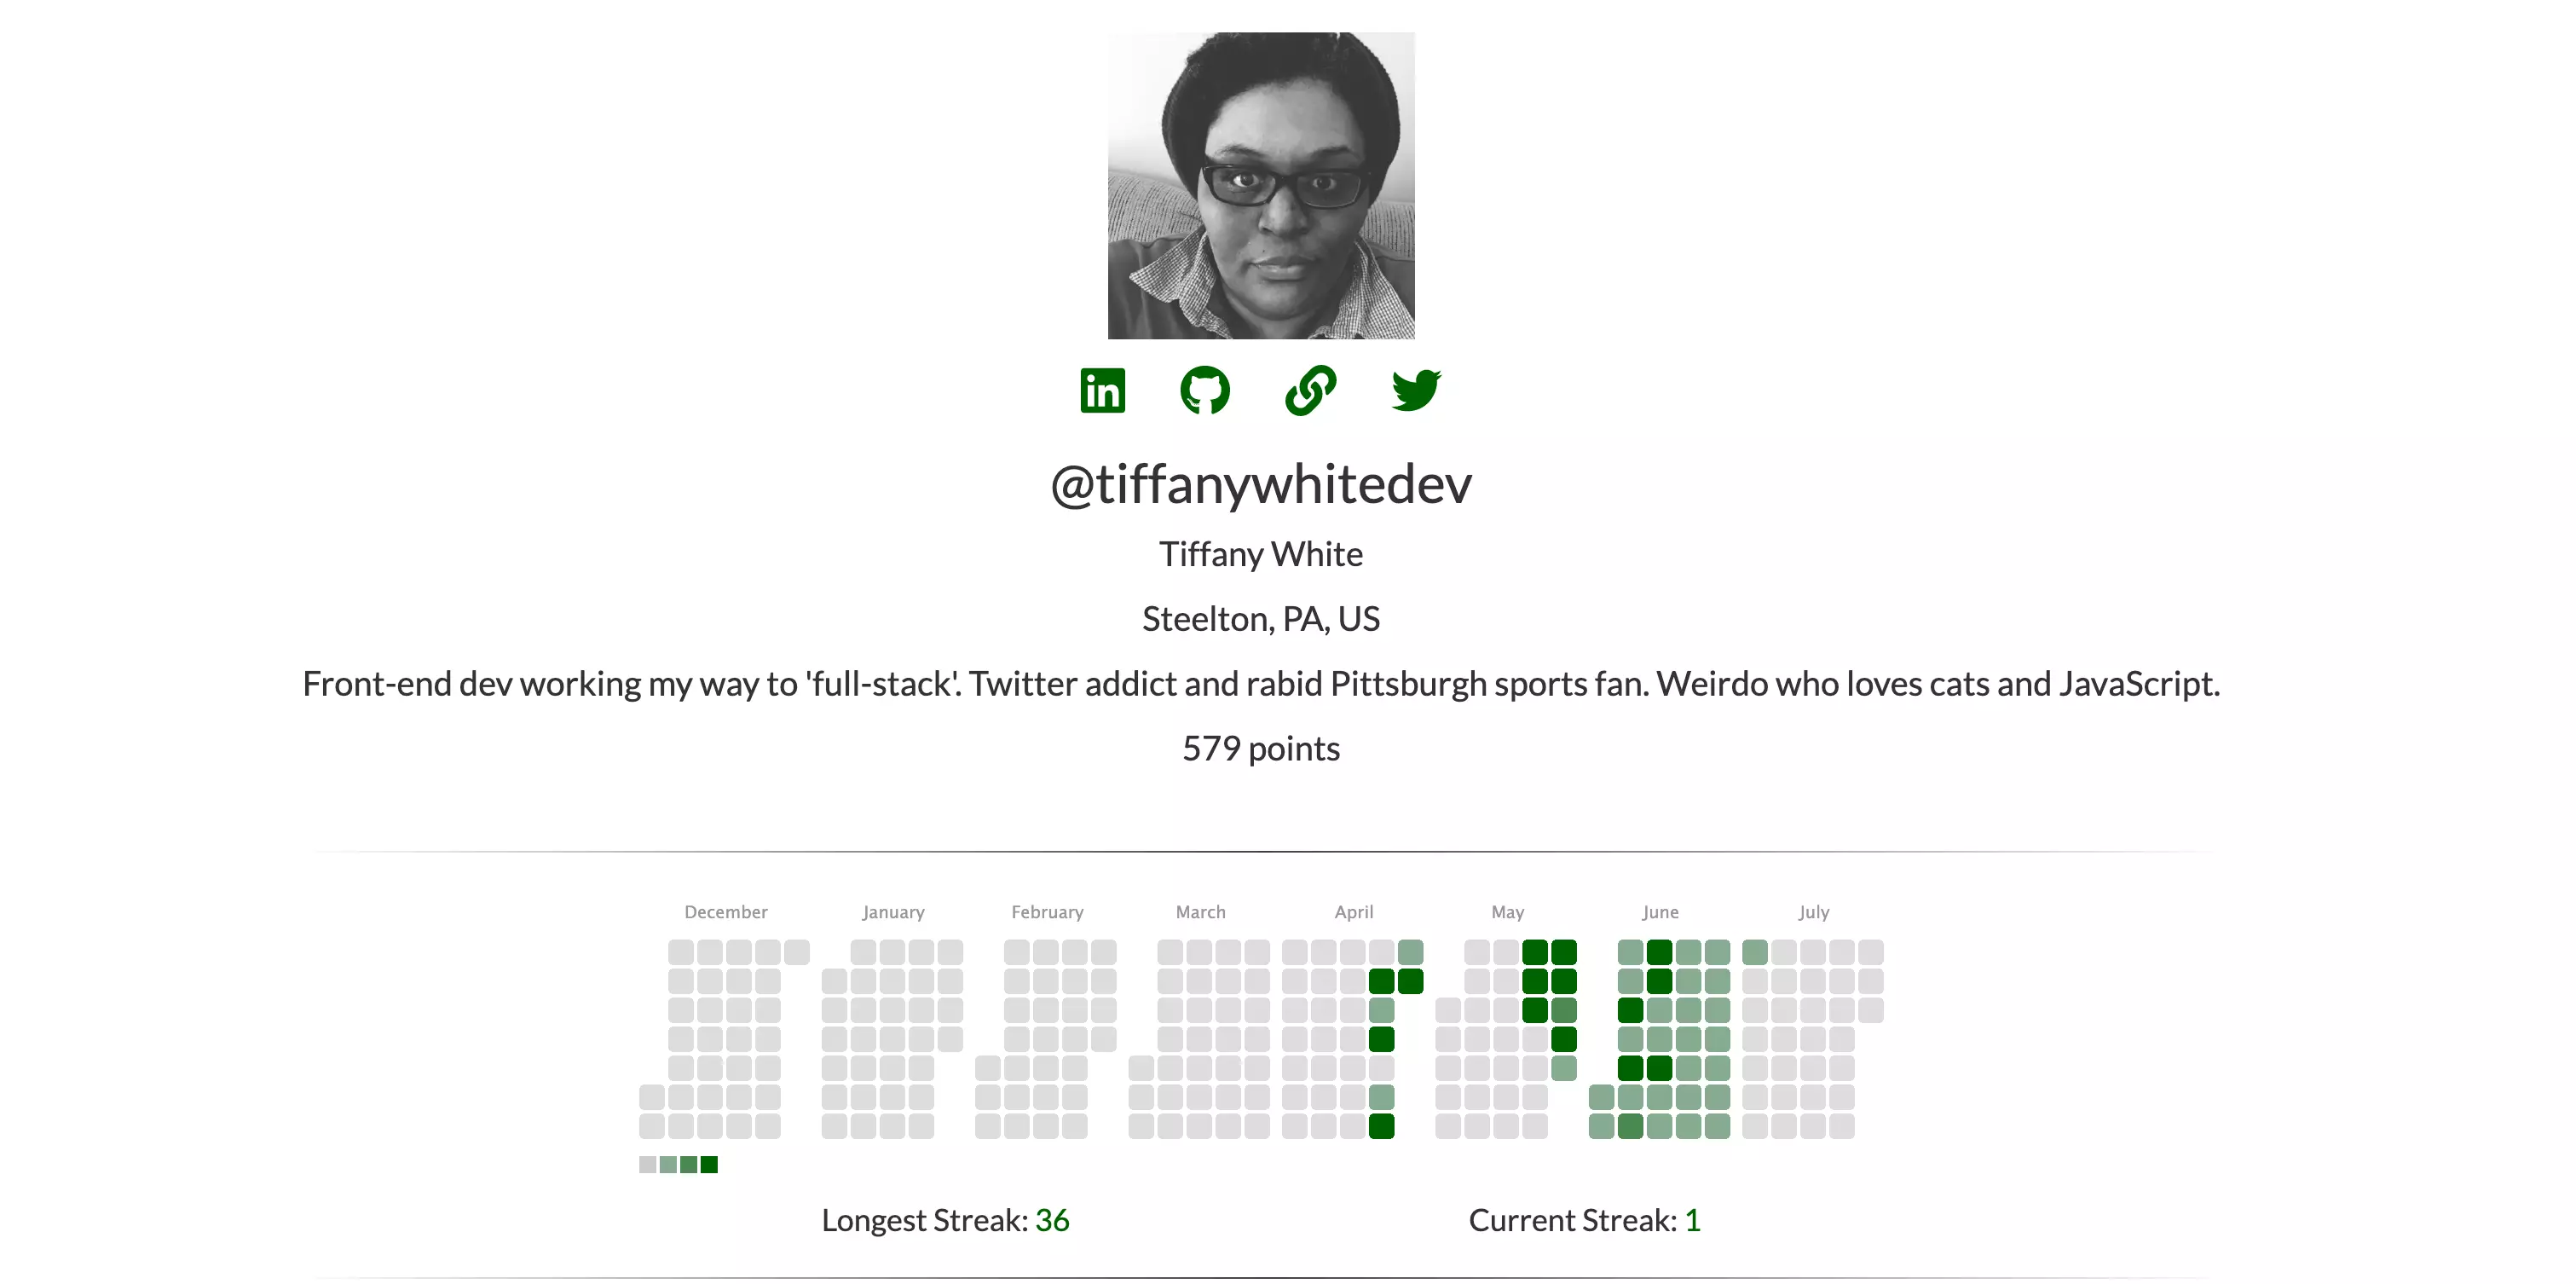 in
@tiffanywhitedev
Tiffany White
Steelton, PA, US
Front-end dev working my way to 'full-stack'. Twitter addict and rabid Pittsburgh sports fan. Weirdo who loves cats and JavaScript.
579 points
December January February March April May June July
Longest Streak: 36 Current Streak: 1